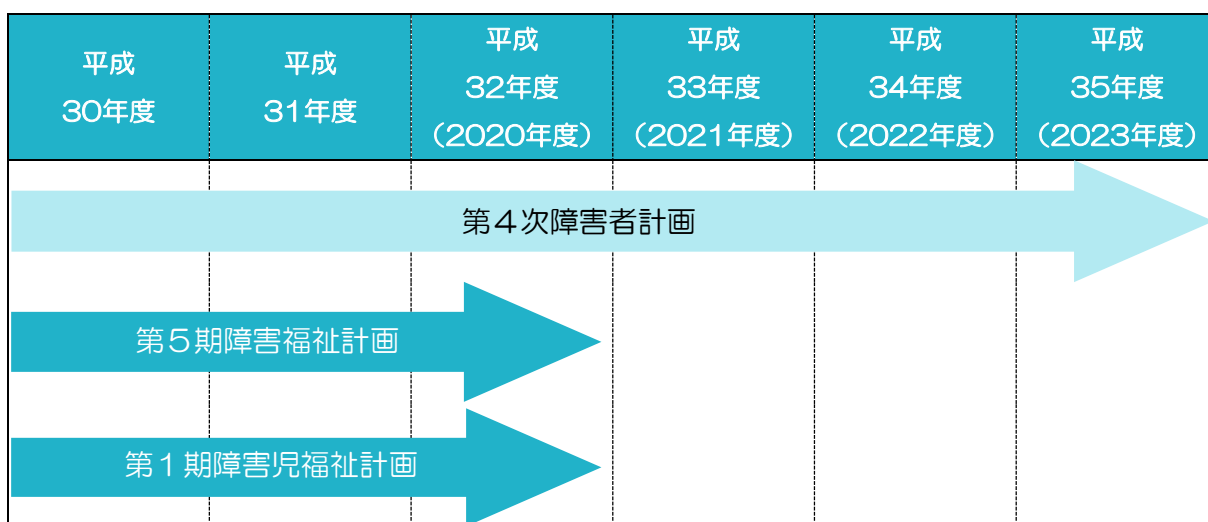 平成
30年度
平成
31年度
平成
32年度
（2020年度）
平成
33年度
（2021年度）
平成
34年度
（2022年度）
平成
35年度
（2023年度）
第４次障害者計画
第５期障害福祉計画
第１期障害児福祉計画